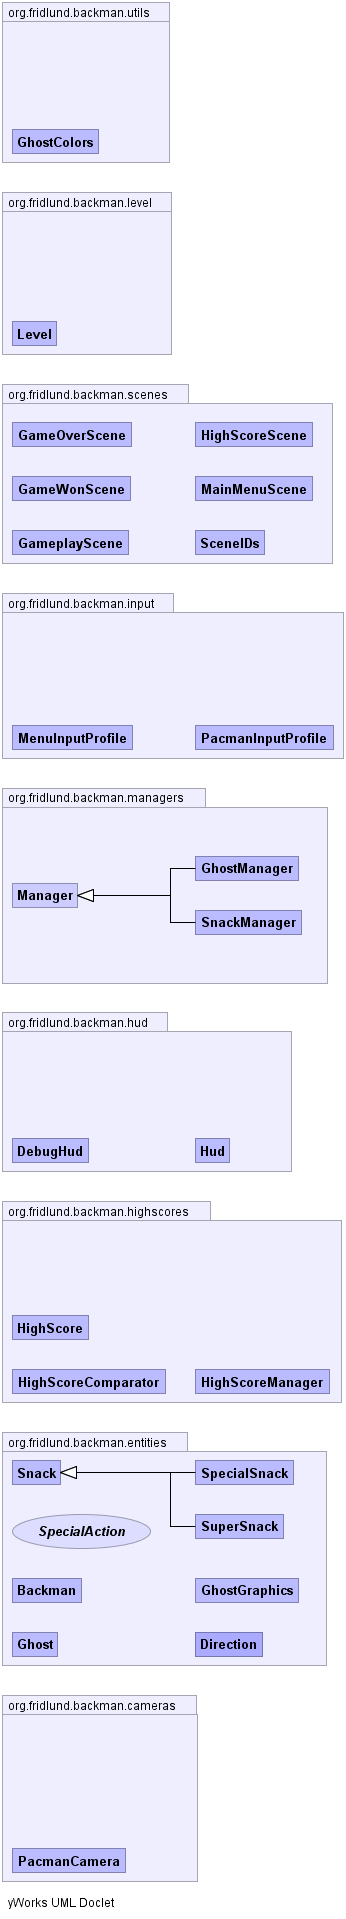 org.fridlund.backman.utils
GhostColors
org.fridlund.backman.level
Level
org.fridlund.backman.scenes
GameOverScene HighScoreScene
GameWonScene MainMenuScene
GameplayScene SceneIDs
org.fridlund.backman.input
MenuInputProfile PacmanInputProfile
org.fridlund.backman.managers
GhostManager
Manager
SnackManager
org.fridlund.backman.hud
DebugHud Hud
org.fridlund.backman.highscores
HighScore
HighScoreComparator HighScoreManager
org.fridlund.backman.entities
Snack SpecialSnack
SpecialAction SuperSnack
Backman GhostGraphics
Ghost Direction
org.fridlund.backman.cameras
PacmanCamera
yWorks UML Doclet